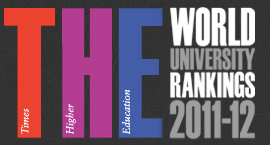 THE
Times
Higher
Education
WORLD
UNIVERSITY
RANKINGS
2011-12